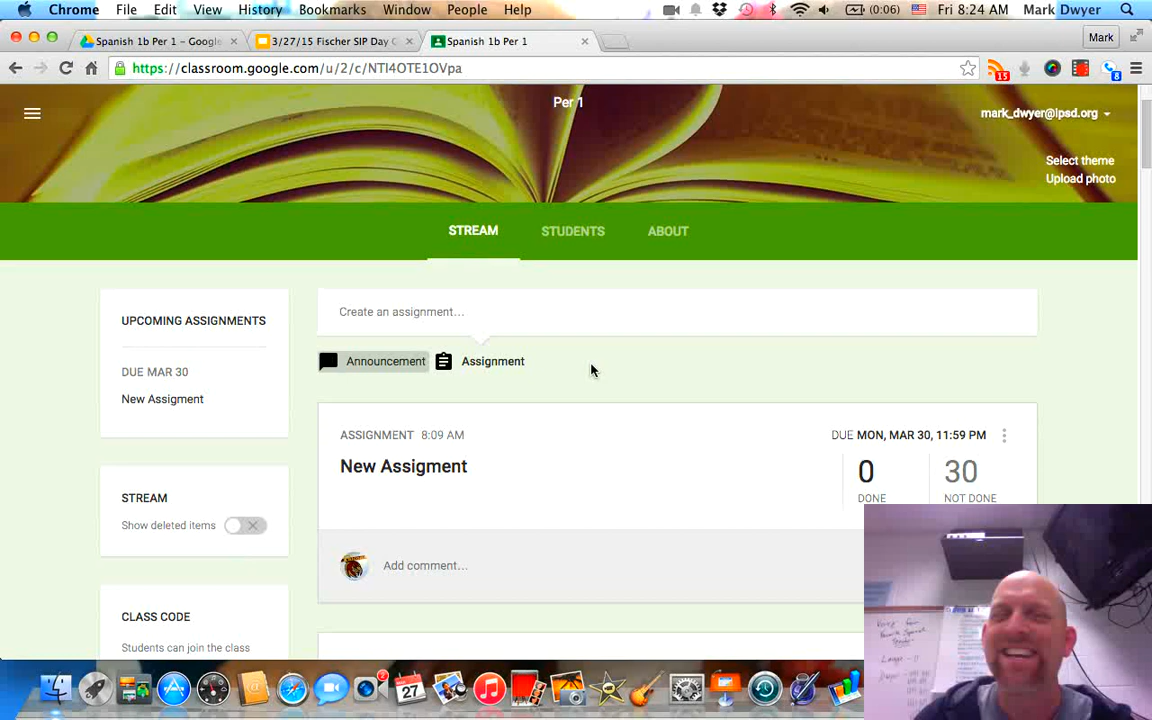 Chrome File Edit View History Bookmarks Window People Help (0:06) Fri 8:24 AM Mark Dwyer
Spanish 1b Per 1 – Google 3/27/15 Fischer SIP Day C Spanish 1b Per 1 Mark
https://classroom.google.com/u/2/c/NTI4OTE1OVpa 15 8
Per 1
mark_dwyer@ipsd.org
Select theme
Upload photo
STREAM STUDENTS ABOUT
UPCOMING ASSIGNMENTS
DUE MAR 30
New Assigment
Create an assignment...
Announcement Assignment
ASSIGNMENT 8:09 AM
DUE MON, MAR 30, 11:59 PM
New Assigment
0 30
DONE NOT DONE
Add comment...
STREAM
Show deleted items
CLASS CODE
Students can join the class
2
27